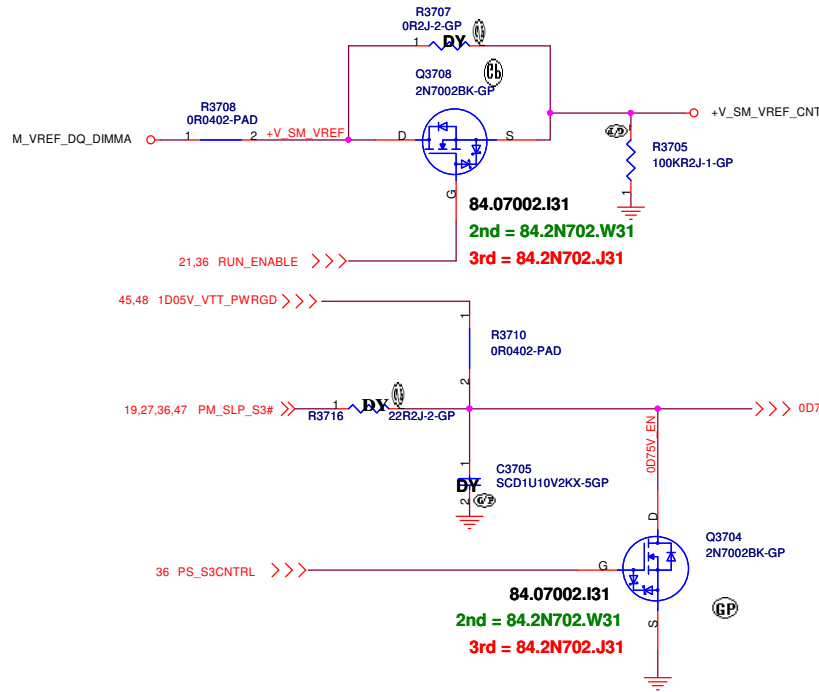 R3707
0R2J-2-GP
1
DY
Q3708
2N7002BK-GP
R3708
0R0402-PAD
M_VREF_DQ_DIMMA
1
2
+V_SM_VREF
D
S
G
+V_SM_VREF_CNT
R3705
100KR2J-1-GP
1
84.07002.I31
2nd = 84.2N702.W31
3rd = 84.2N702.J31
21,36 RUN_ENABLE
45,48 1D05V_VTT_PWRGD
1
R3710
0R0402-PAD
2
19,27,36,47 PM_SLP_S3#
1
DY
R3716
22R2J-2-GP
0D7
0D75V_EN
1
C3705
SCD1U10V2KX-5GP
DY
2
D
Q3704
2N7002BK-GP
36 PS_S3CNTRL
G
84.07002.I31
2nd = 84.2N702.W31
3rd = 84.2N702.J31
S
GP